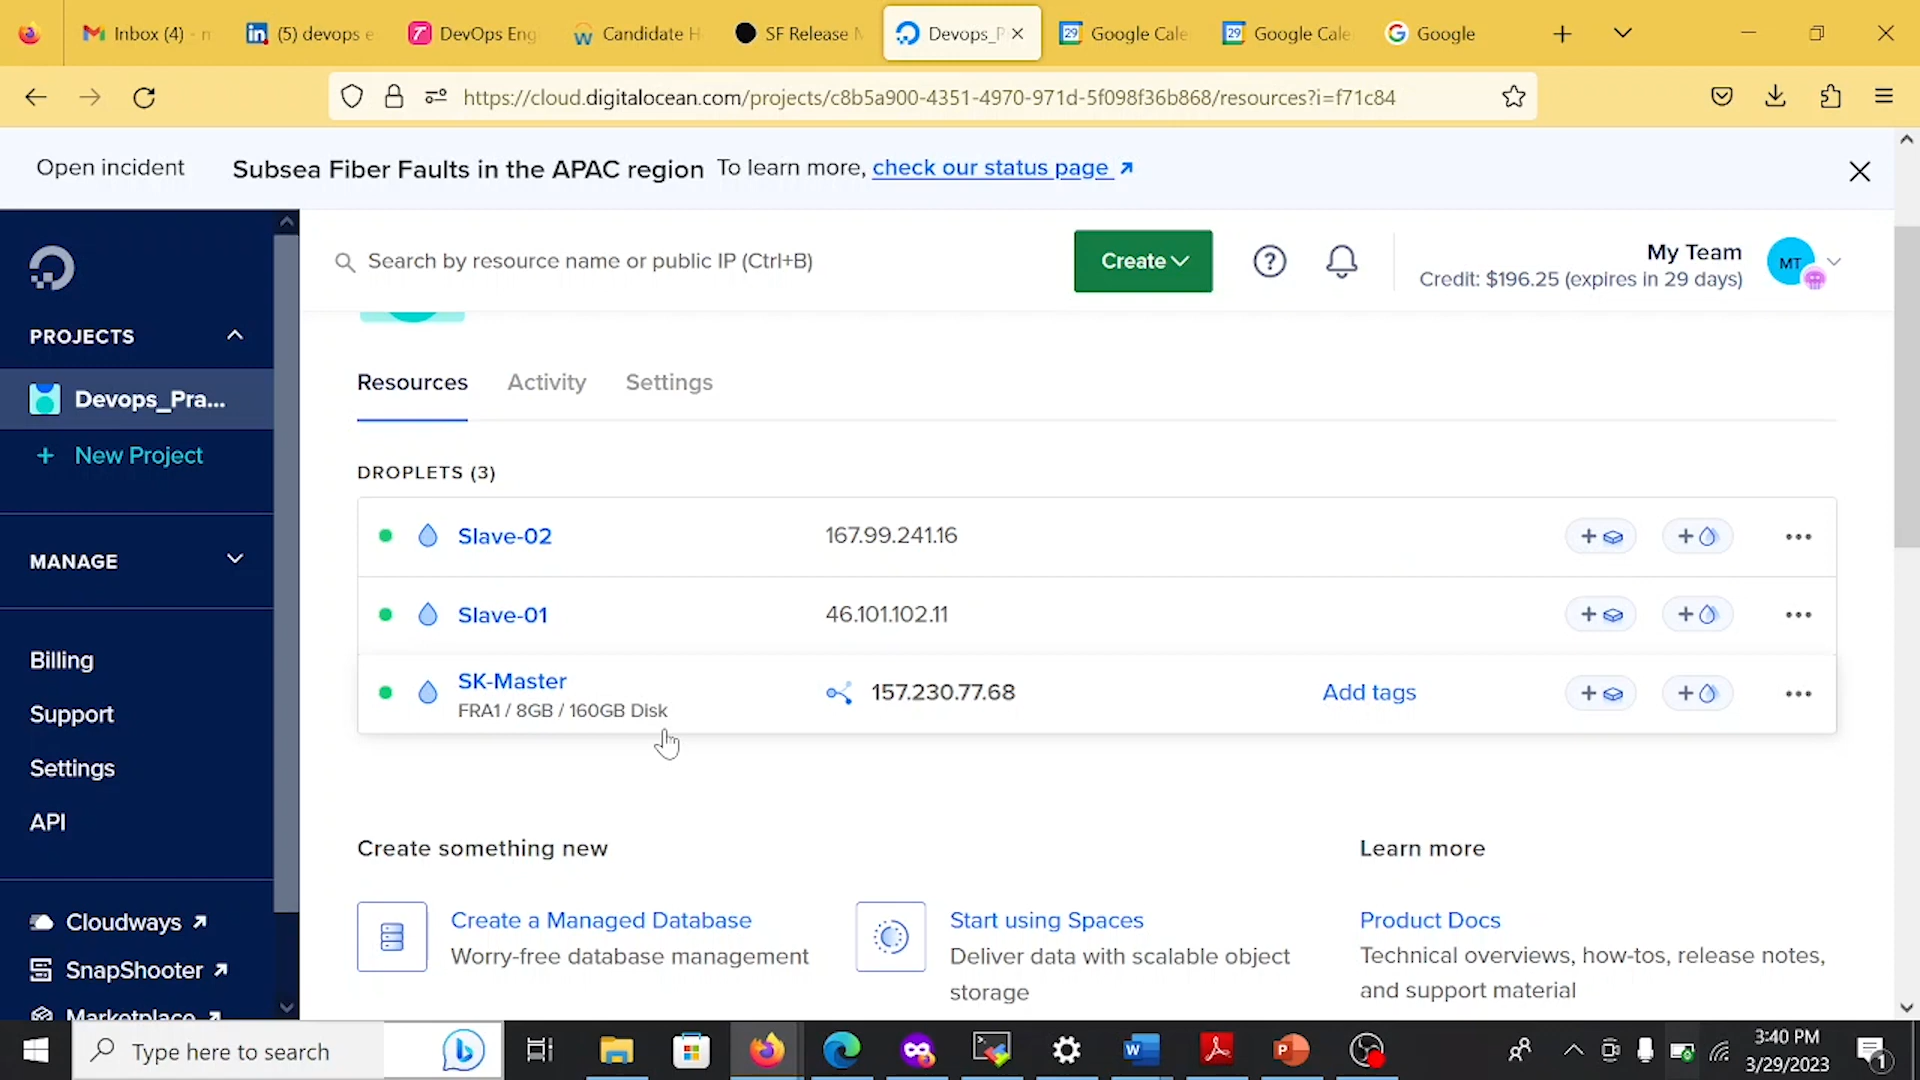 Inbox (4) - n
(5) devops e
DevOps Eng
Candidate H
SF Release M
Devops_P
Google Cale
Google Cale
Google
https://cloud.digitalocean.com/projects/c8b5a900-4351-4970-971d-5f098f36b868/resources?i=f71c84
Open incident Subsea Fiber Faults in the APAC region To learn more, check our status page
Search by resource name or public IP (Ctrl+B)
Create
My Team
Credit: $196.25 (expires in 29 days)
MT
PROJECTS
Devops_Pra...
+ New Project
MANAGE
Billing
Support
Settings
API
Cloudways
SnapShooter
Marketplace
Resources Activity Settings
DROPLETS (3)
Slave-02 167.99.241.16
Slave-01 46.101.102.11
SK-Master 157.230.77.68 Add tags
FRA1 / 8GB / 160GB Disk
Create something new
Create a Managed Database
Worry-free database management
Start using Spaces
Deliver data with scalable object
storage
Learn more
Product Docs
Technical overviews, how-tos, release notes,
and support material
Type here to search
3:40 PM
3/29/2023
1